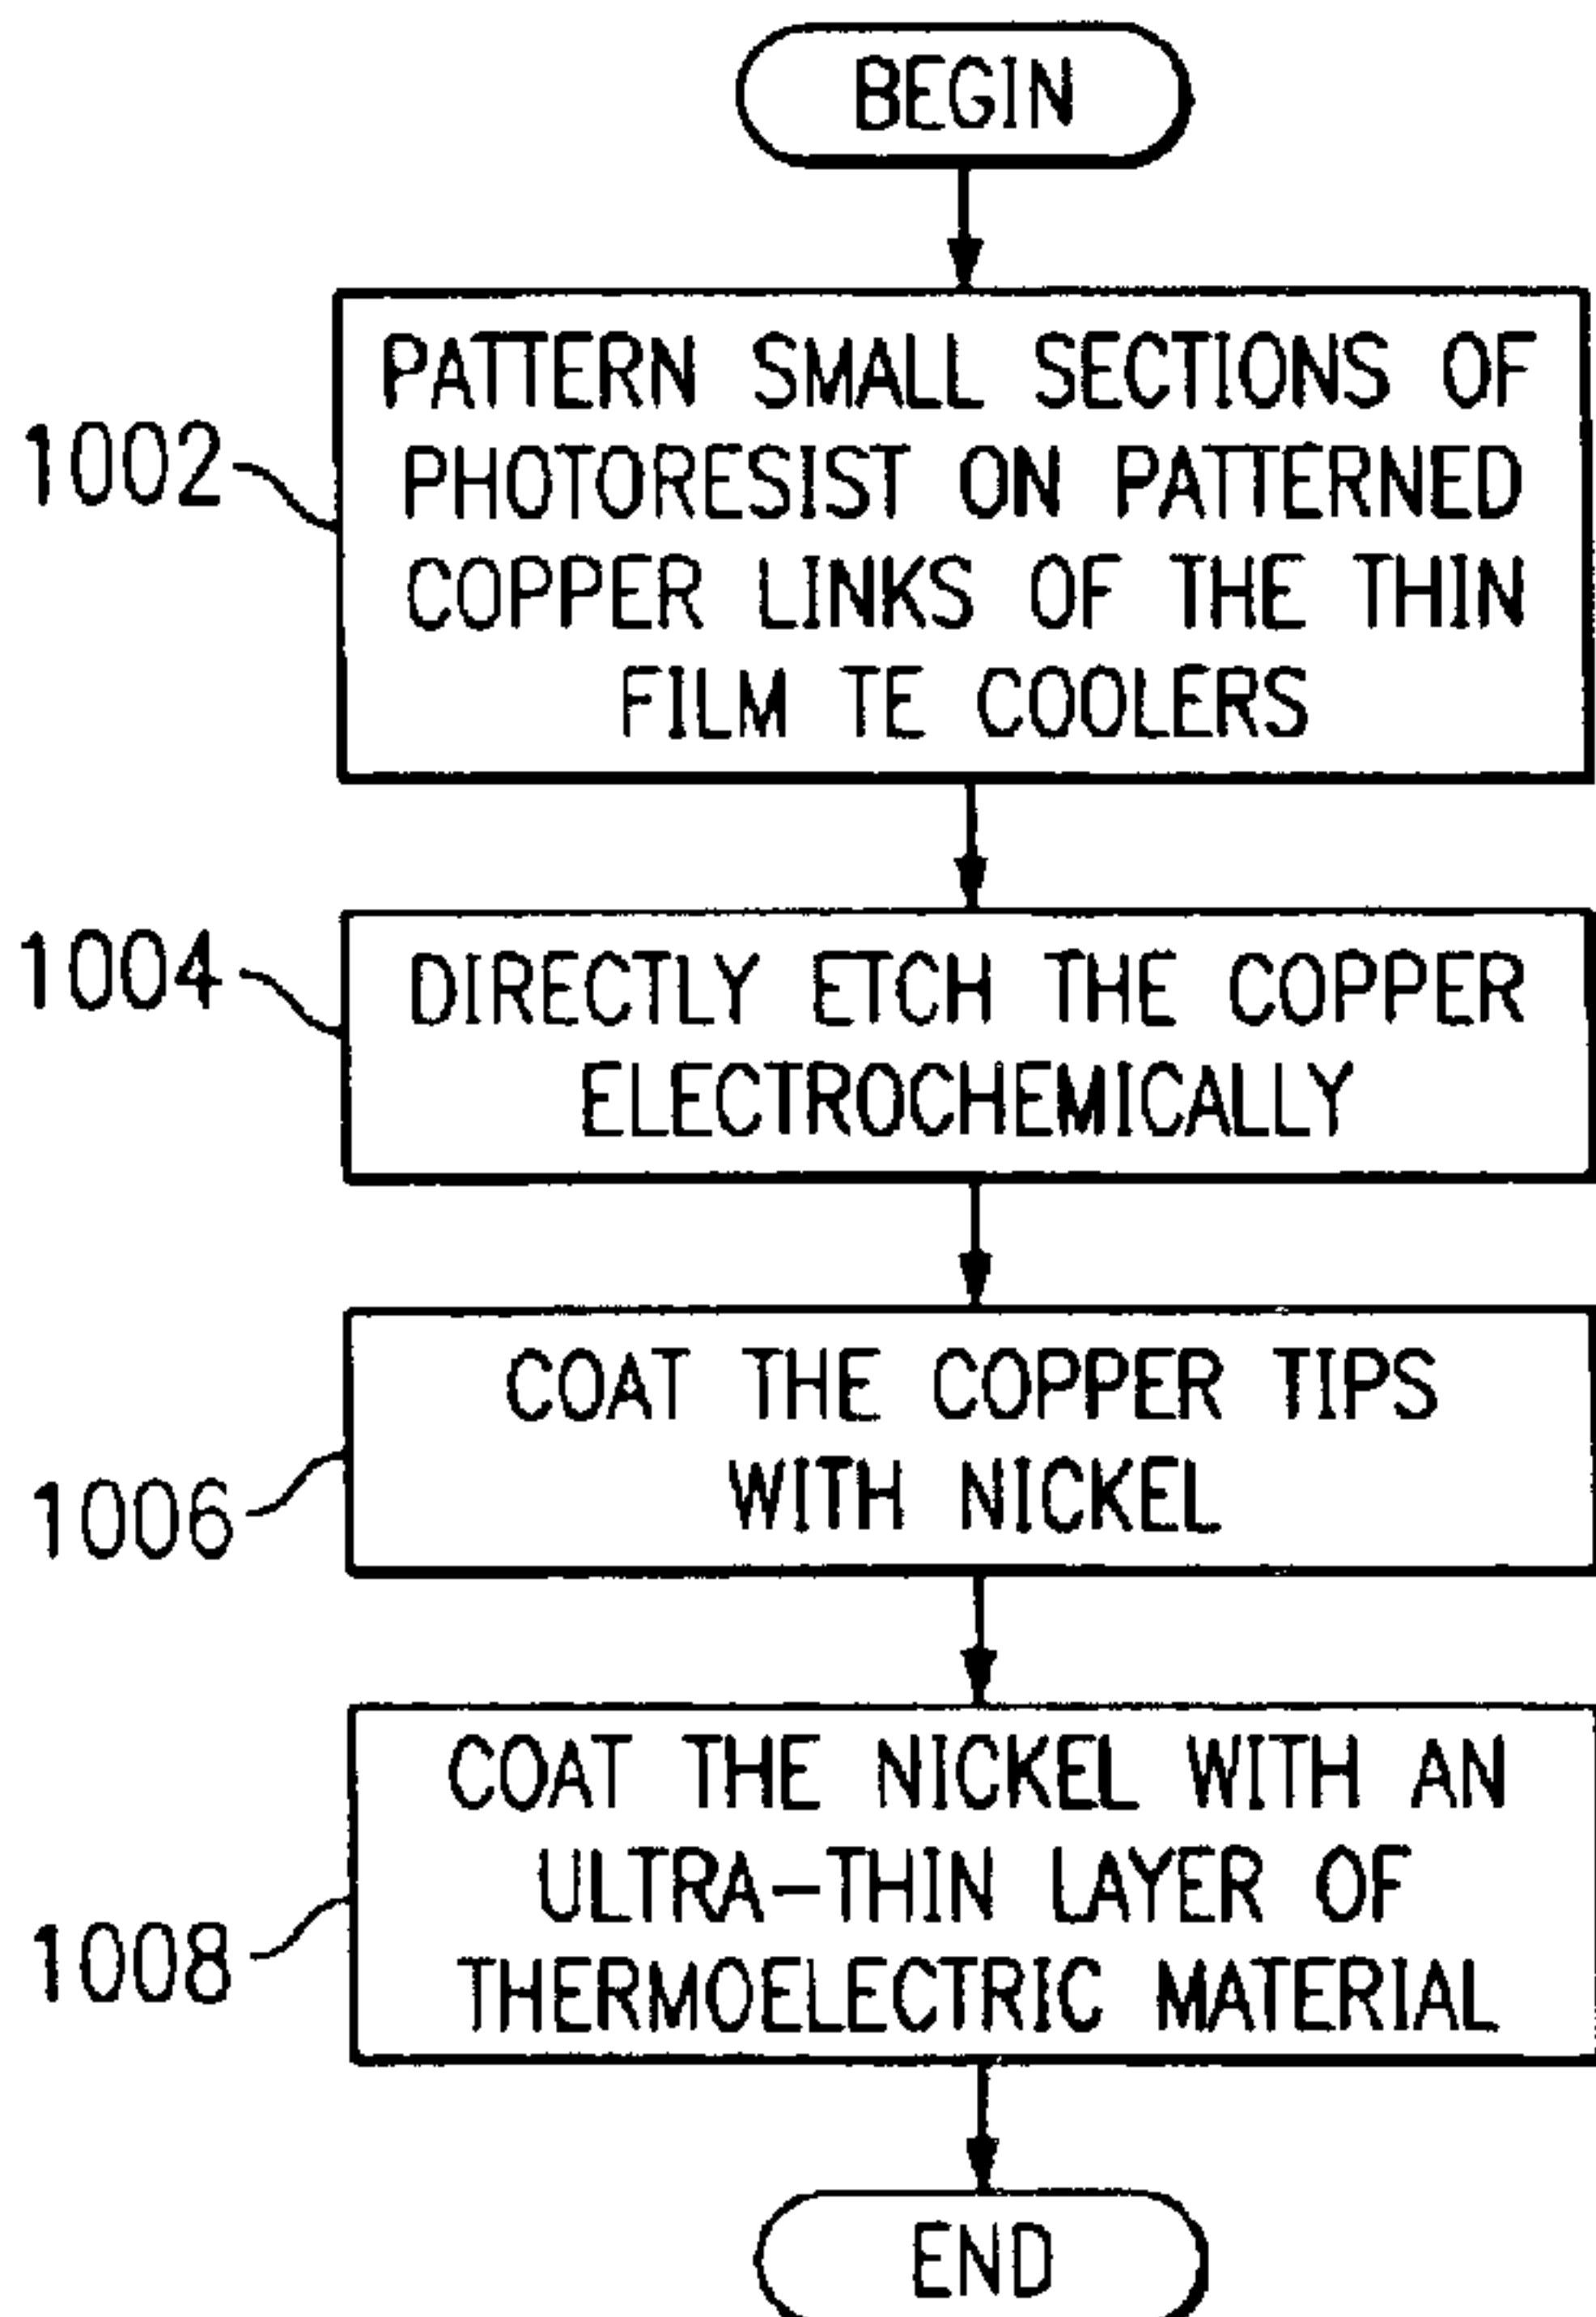 BEGIN
1002
PATTERN SMALL SECTIONS OF
PHOTORESIST ON PATTERNED
COPPER LINKS OF THE THIN
FILM TE COOLERS
1004
DIRECTLY ETCH THE COPPER
ELECTROCHEMICALLY
1006
COAT THE COPPER TIPS
WITH NICKEL
1008
COAT THE NICKEL WITH AN
ULTRA-THIN LAYER OF
THERMOELECTRIC MATERIAL
END